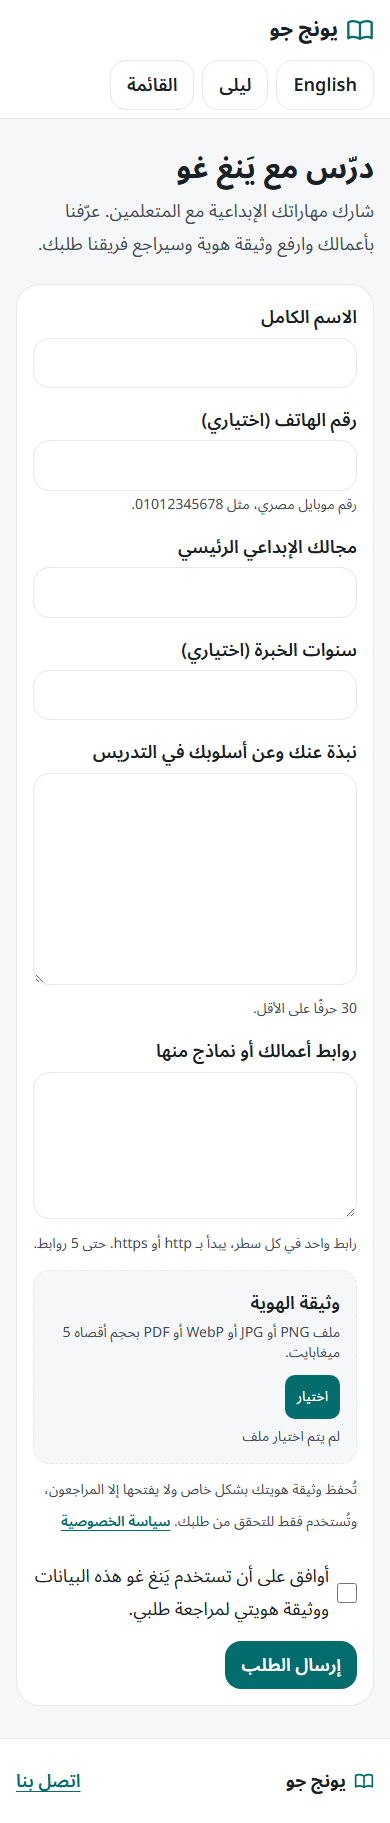 يونج جو
English
ليلى
القائمة
درّس مع يَنغ غو
شارك مهاراتك الإبداعية مع المتعلمين. عرّفنا
بأعمالك وارفع وثيقة هوية وسيراجع فريقنا طلبك.
الاسم الكامل
رقم الهاتف (اختياري)
رقم موبايل مصري، مثل 01012345678.
مجالك الإبداعي الرئيسي
سنوات الخبرة (اختياري)
نبذة عنك وعن أسلوبك في التدريس
30 حرفًا على الأقل.
روابط أعمالك أو نماذج منها
رابط واحد في كل سطر، يبدأ بـ http أو https. حتى 5 روابط.
وثيقة الهوية
ملف PNG أو JPG أو WebP أو PDF بحجم أقصاه 5
ميغابايت.
اختيار
لم يتم اختيار ملف
تُحفظ وثيقة هويتك بشكل خاص ولا يفتحها إلا المراجعون،
وتُستخدم فقط للتحقق من طلبك. سياسة الخصوصية
أوافق على أن تستخدم يَنغ غو هذه البيانات
ووثيقة هويتي لمراجعة طلبي.
إرسال الطلب
يونج جو
اتصل بنا